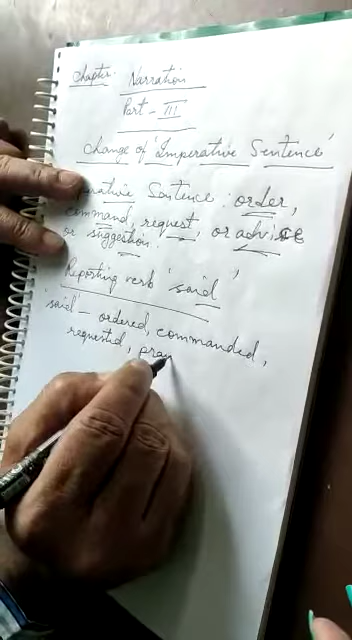 Chapter: Narration
Part - III
Change of 'Imperative Sentence'
Sentence: order,
command, request, or advice
or suggestion.
Reporting verb 'said'
'said' - ordered, commanded,
requested, pray